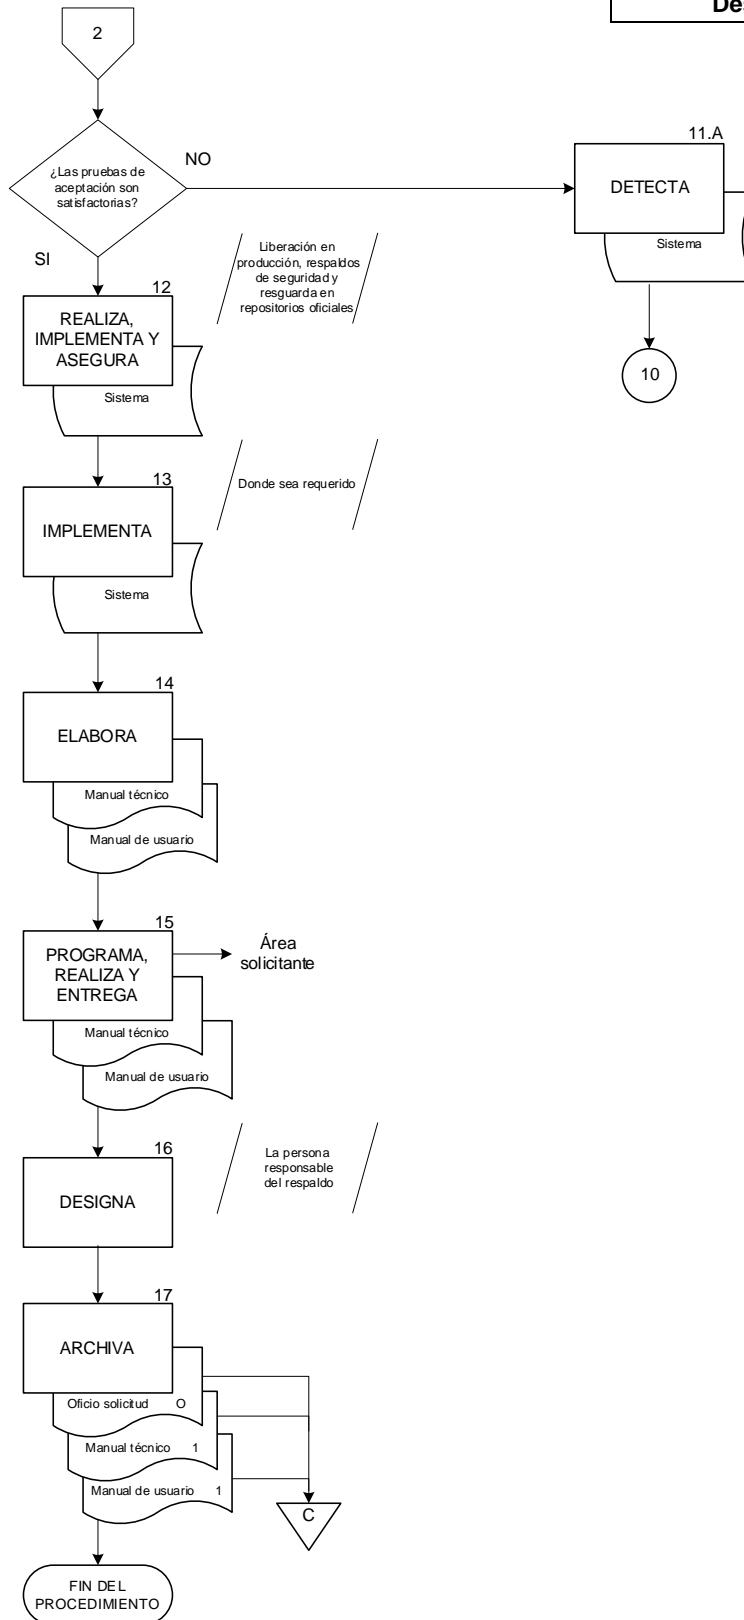 Des
2
¿Las pruebas de
aceptación son
satisfactorias?
NO
11.A
DETECTA
Sistema
10
SI
Liberación en
producción, respaldos
de seguridad y
resguarda en
repositorios oficiales
12
REALIZA,
IMPLEMENTA Y
ASEGURA
Sistema
13
Donde sea requerido
IMPLEMENTA
Sistema
14
ELABORA
Manual técnico
Manual de usuario
15
PROGRAMA,
REALIZA Y
ENTREGA
Área
solicitante
Manual técnico
Manual de usuario
16
DESIGNA
La persona
responsable
del respaldo
17
ARCHIVA
Oficio solicitud O
Manual técnico 1
Manual de usuario 1
C
FIN DEL
PROCEDIMIENTO